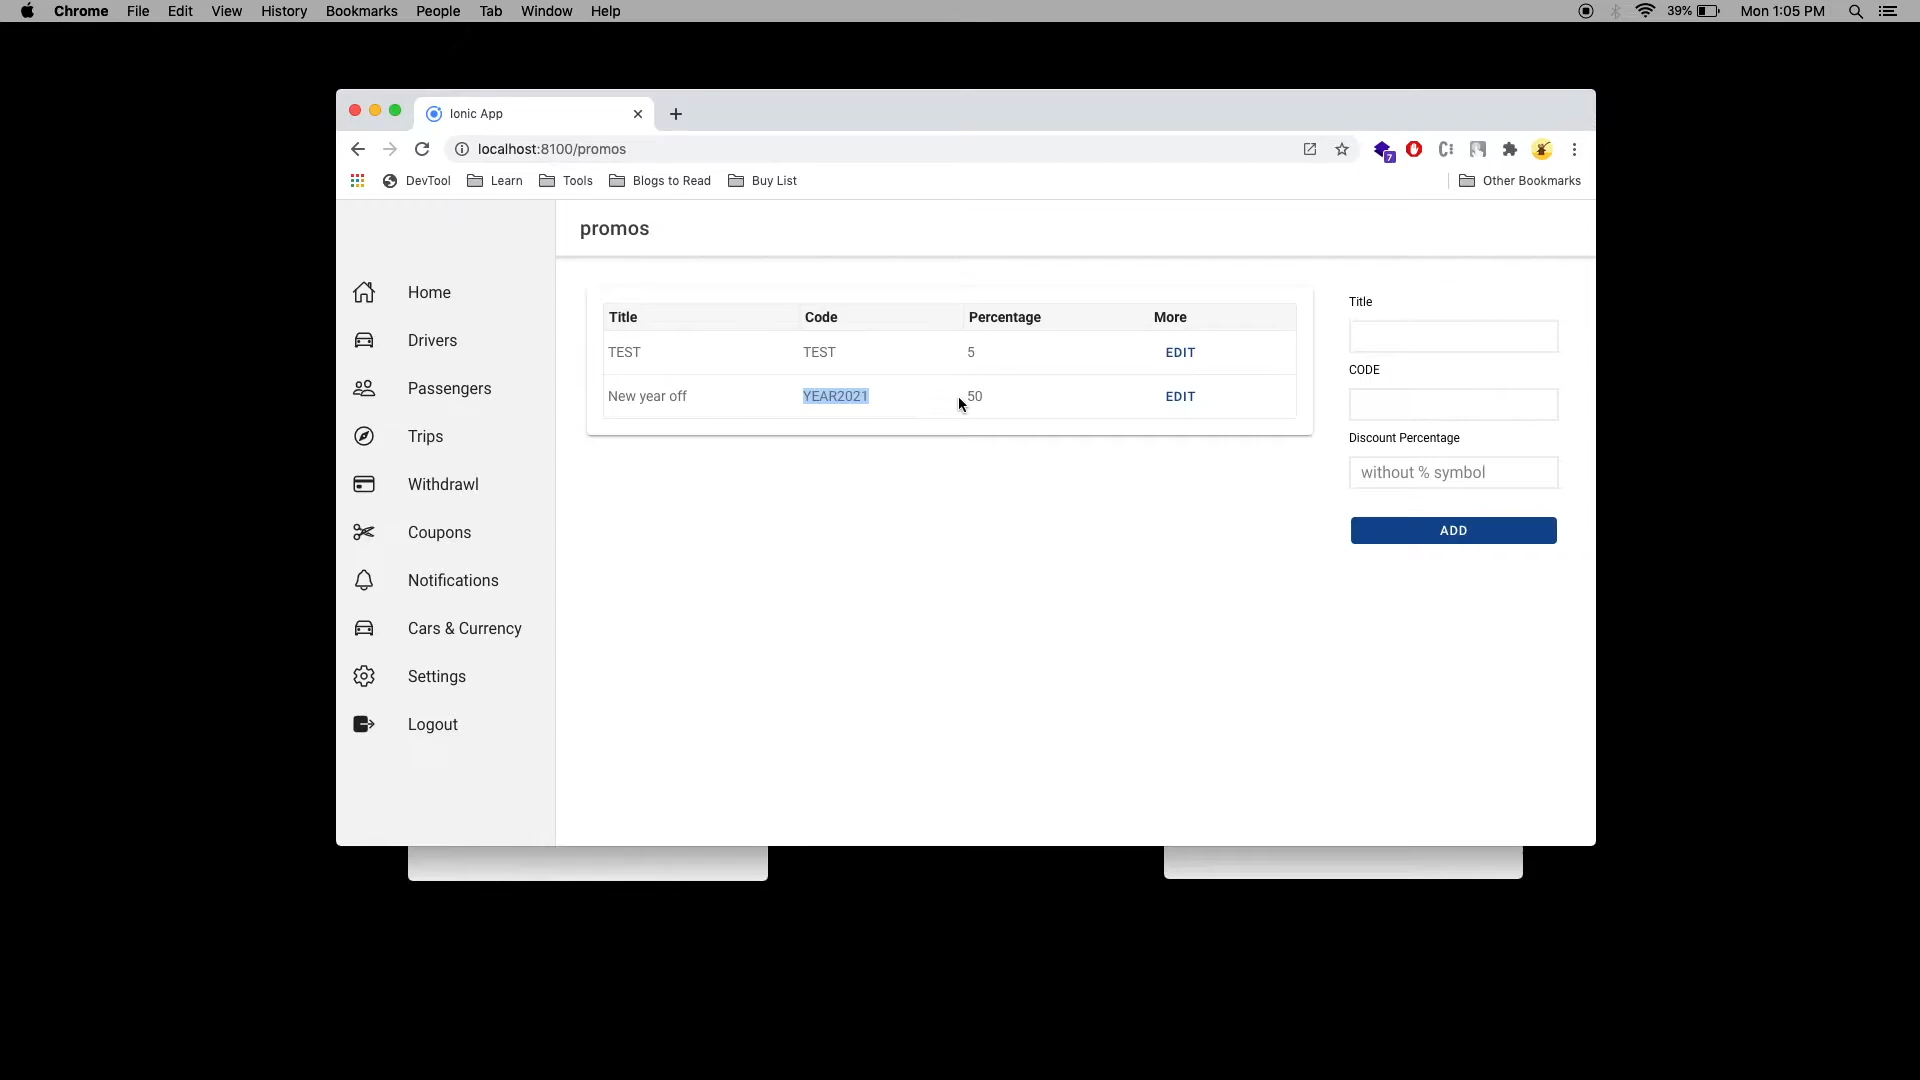 Chrome File Edit View History Bookmarks People Tab Window Help 39% Mon 1:05 PM
Ionic App
localhost:8100/promos 7
DevTool Learn Tools Blogs to Read Buy List Other Bookmarks
promos
Home
Drivers
Passengers
Trips
Withdrawl
Coupons
Notifications
Cars & Currency
Settings
Logout
Title Code Percentage More
TEST TEST 5 EDIT
New year off YEAR2021 50 EDIT
Title
CODE
Discount Percentage
without % symbol
ADD